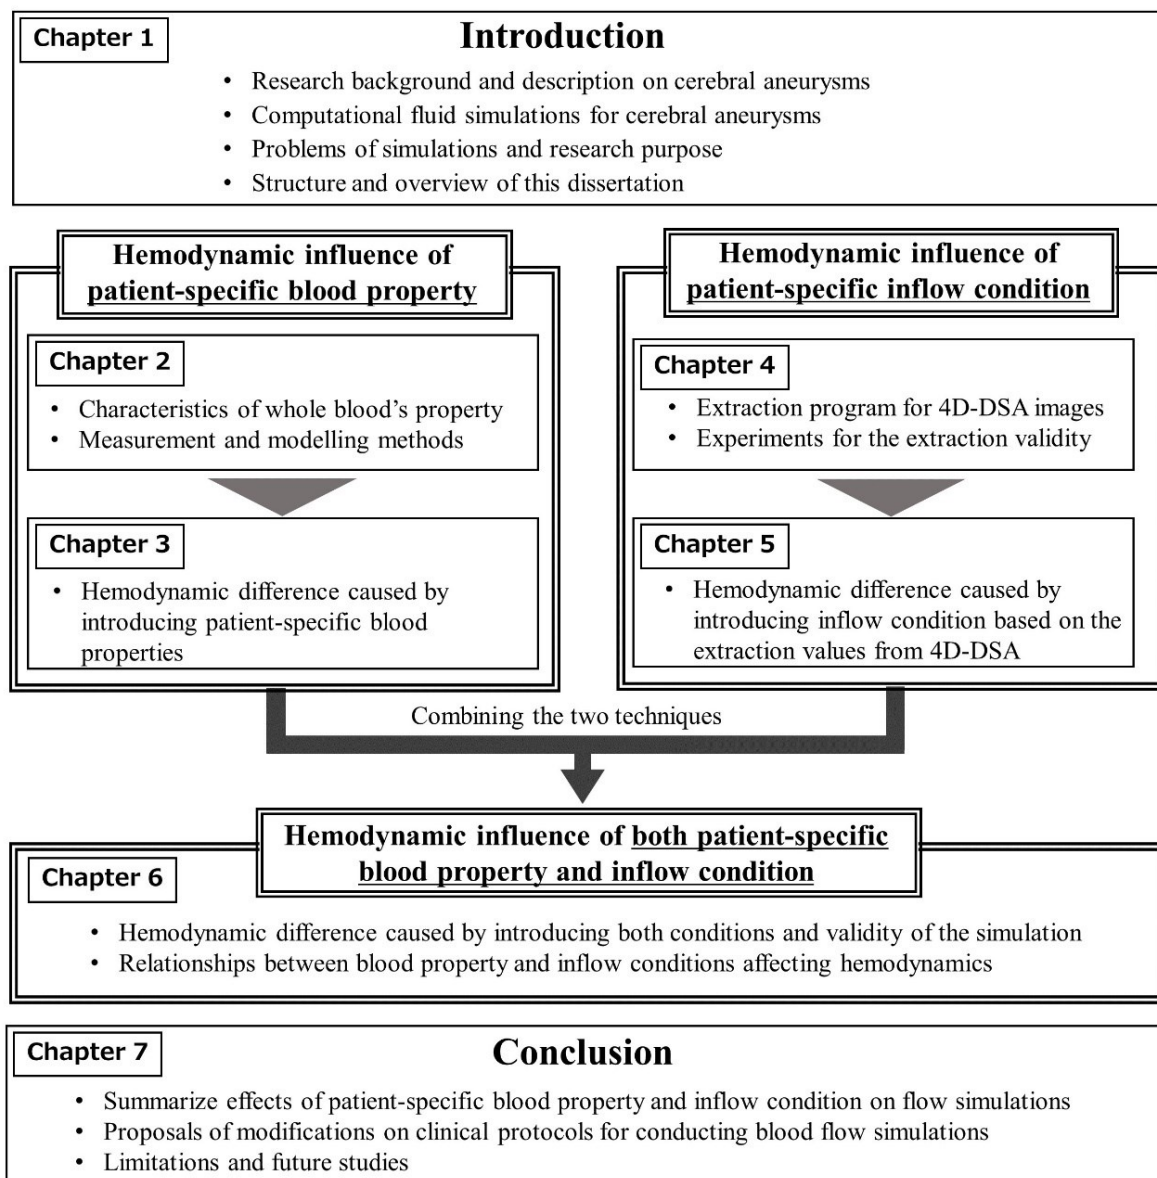 Chapter 1
Introduction
• Research background and description on cerebral aneurysms
• Computational fluid simulations for cerebral aneurysms
• Problems of simulations and research purpose
• Structure and overview of this dissertation
Hemodynamic influence of
patient-specific blood property
Chapter 2
• Characteristics of whole blood's property
• Measurement and modelling methods
Chapter 3
• Hemodynamic difference caused by
introducing patient-specific blood
properties
Hemodynamic influence of
patient-specific inflow condition
Chapter 4
• Extraction program for 4D-DSA images
• Experiments for the extraction validity
Chapter 5
• Hemodynamic difference caused by
introducing inflow condition based on the
extraction values from 4D-DSA
Combining the two techniques
Hemodynamic influence of both patient-specific
blood property and inflow condition
Chapter 6
• Hemodynamic difference caused by introducing both conditions and validity of the simulation
• Relationships between blood property and inflow conditions affecting hemodynamics
Chapter 7
Conclusion
• Summarize effects of patient-specific blood property and inflow condition on flow simulations
• Proposals of modifications on clinical protocols for conducting blood flow simulations
• Limitations and future studies